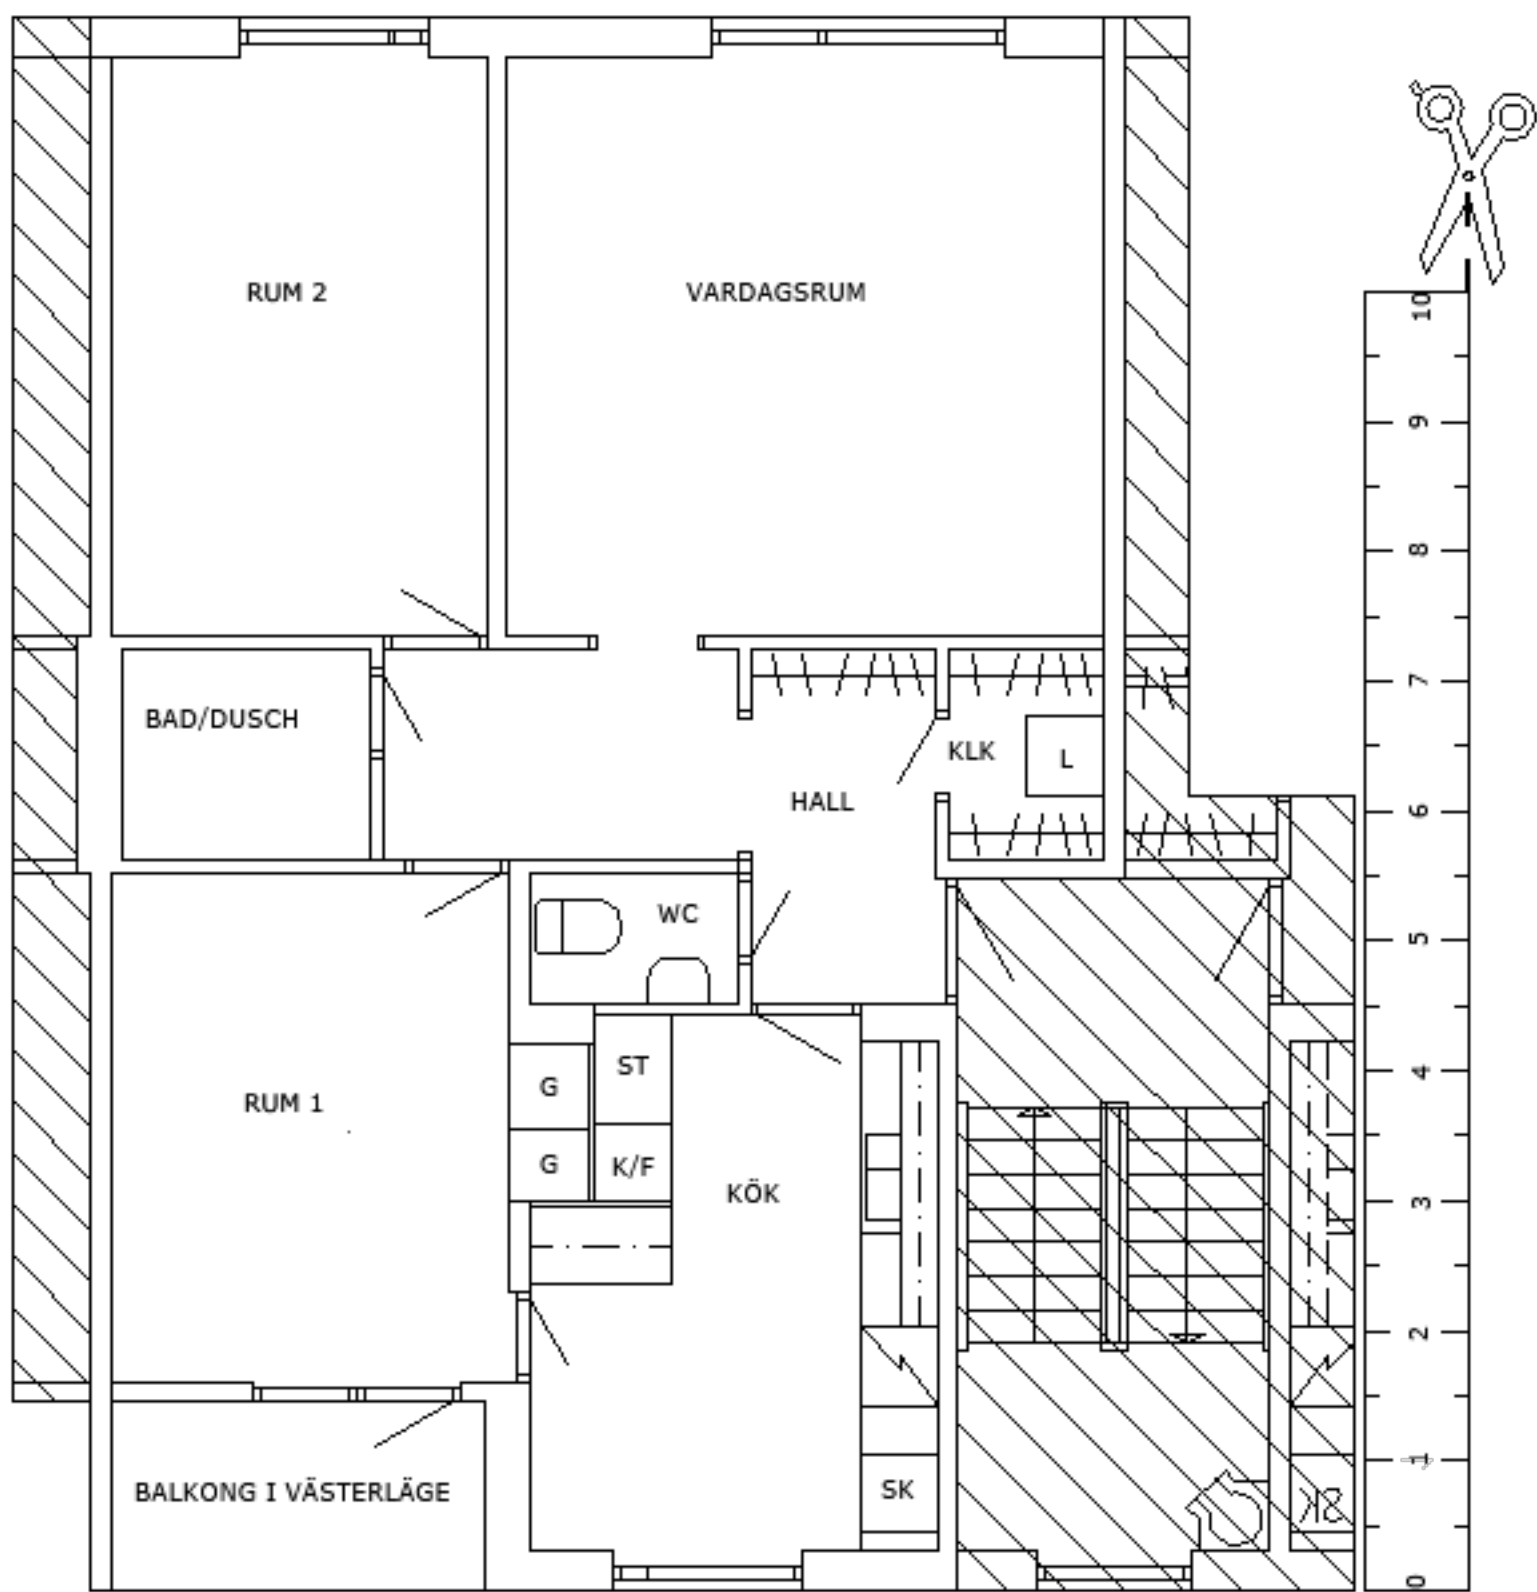 RUM 2
VARDAGSRUM
10
9
8
7
BAD/DUSCH
KLK
L
HALL
6
WC
5
ST
G
RUM 1
4
G
K/F
KÖK
3
2
1
BALKONG I VÄSTERLÄGE
SK
SK
0